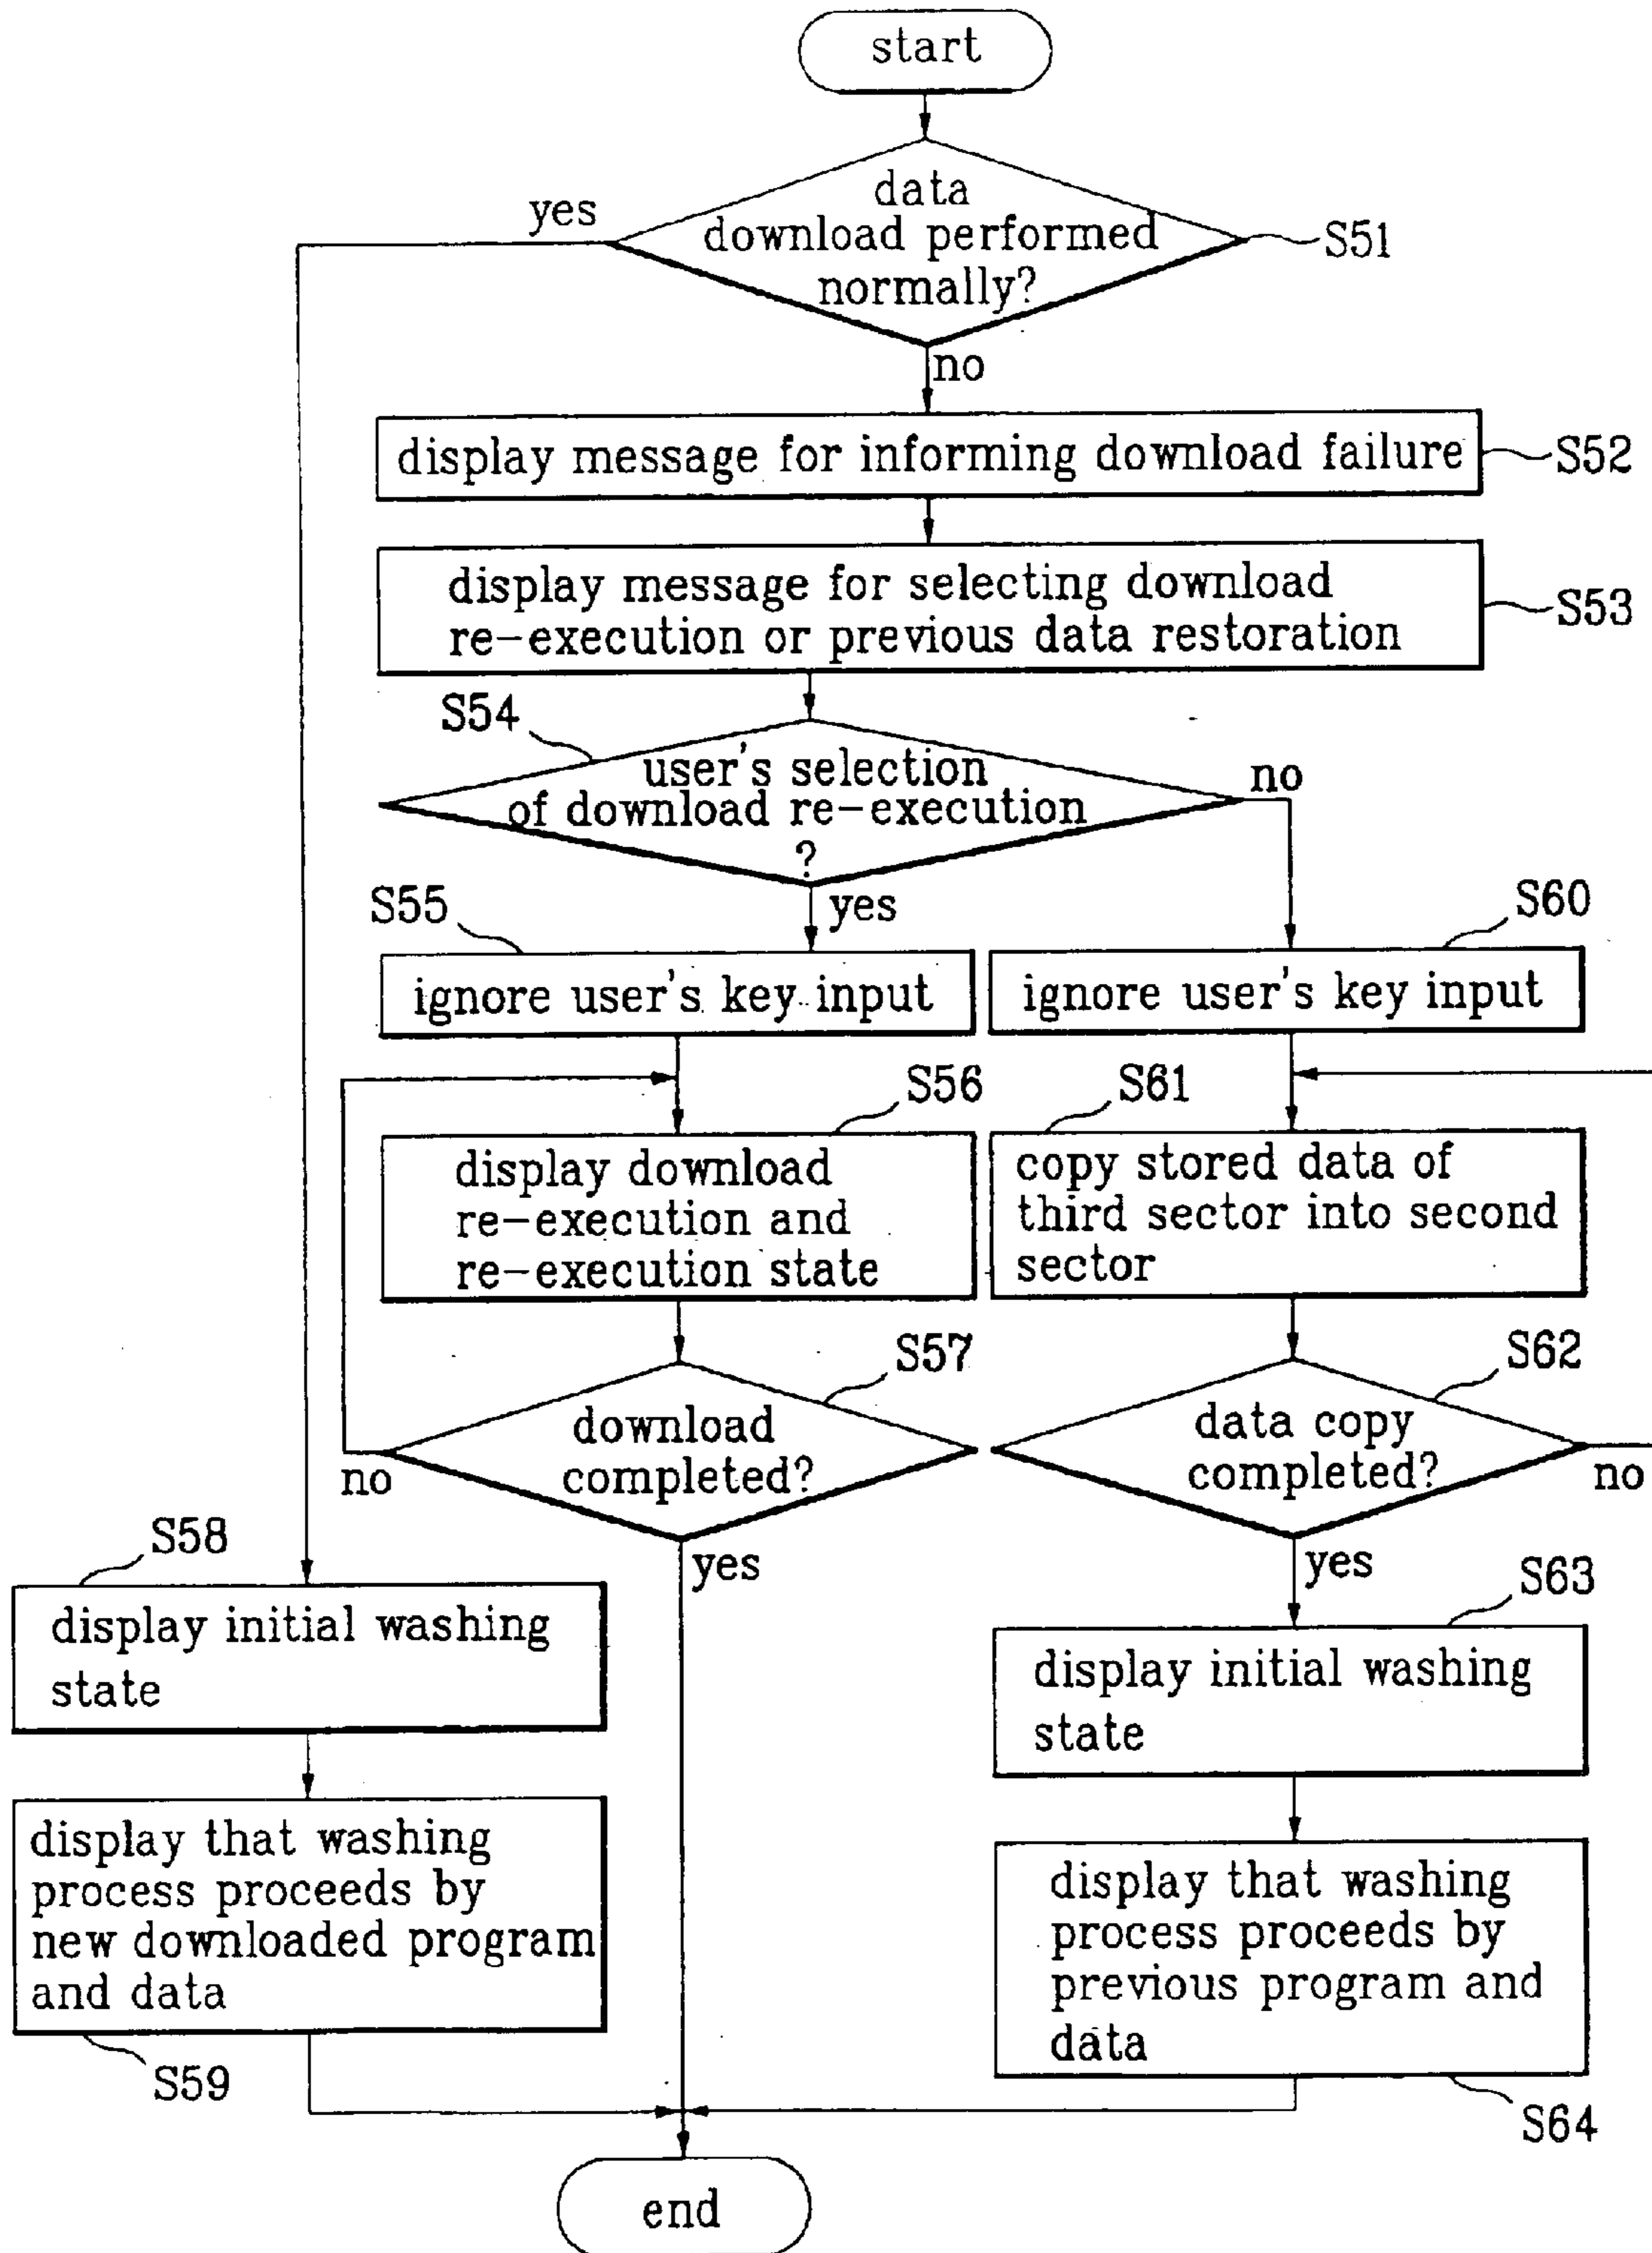 start
data
download performed
normally?
yes
S51
no
display message for informing download failure
S52
display message for selecting download
re-execution or previous data restoration
S53
S54
user's selection
of download re-execution
?
no
yes
S55
ignore user's key input
S60
ignore user's key input
S56
display download
re-execution and
re-execution state
S61
copy stored data of
third sector into second
sector
S57
download
completed?
no
yes
S62
data copy
completed?
no
yes
S58
display initial washing
state
S63
display initial washing
state
display that washing
process proceeds by
new downloaded program
and data
S59
display that washing
process proceeds by
previous program and
data
S64
end